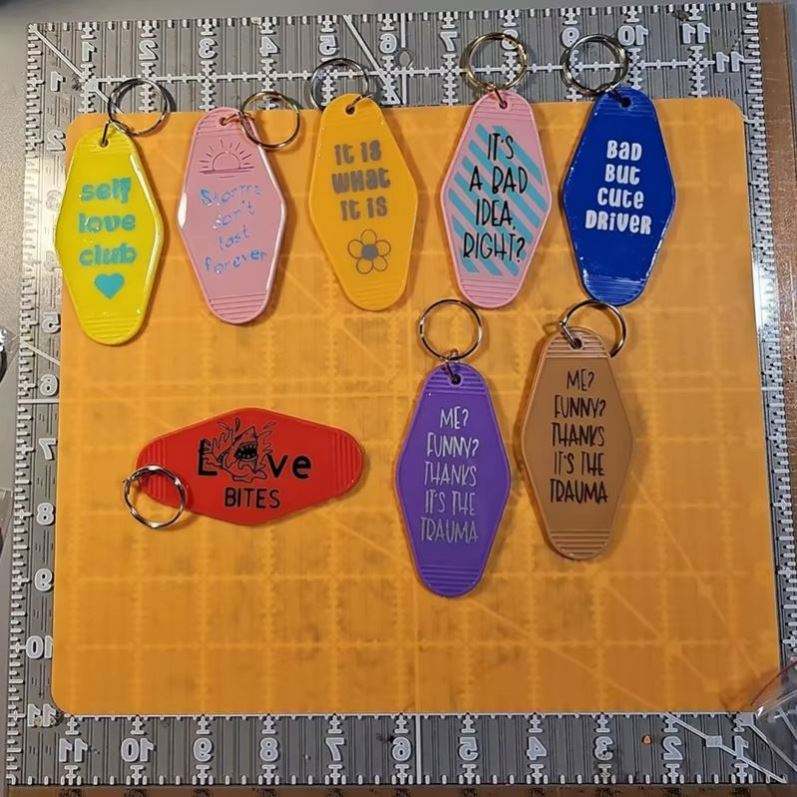 self
love
club
Storms
don't
last
forever
it is
what
it is
IT'S
A BAD
IDEA,
RIGHT?
BAD
BUT
CUTE
DRIVER
LOVE
BITES
ME?
FUNNY?
THANKS
IT'S THE
TRAUMA
ME?
FUNNY?
THANKS
IT'S THE
TRAUMA